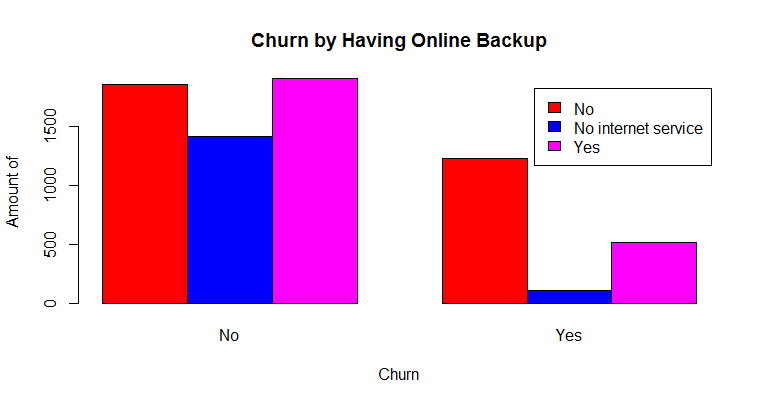 Churn by Having Online Backup
Amount of
1500
1000
500
0
No
No internet service
Yes
No
Yes
Churn